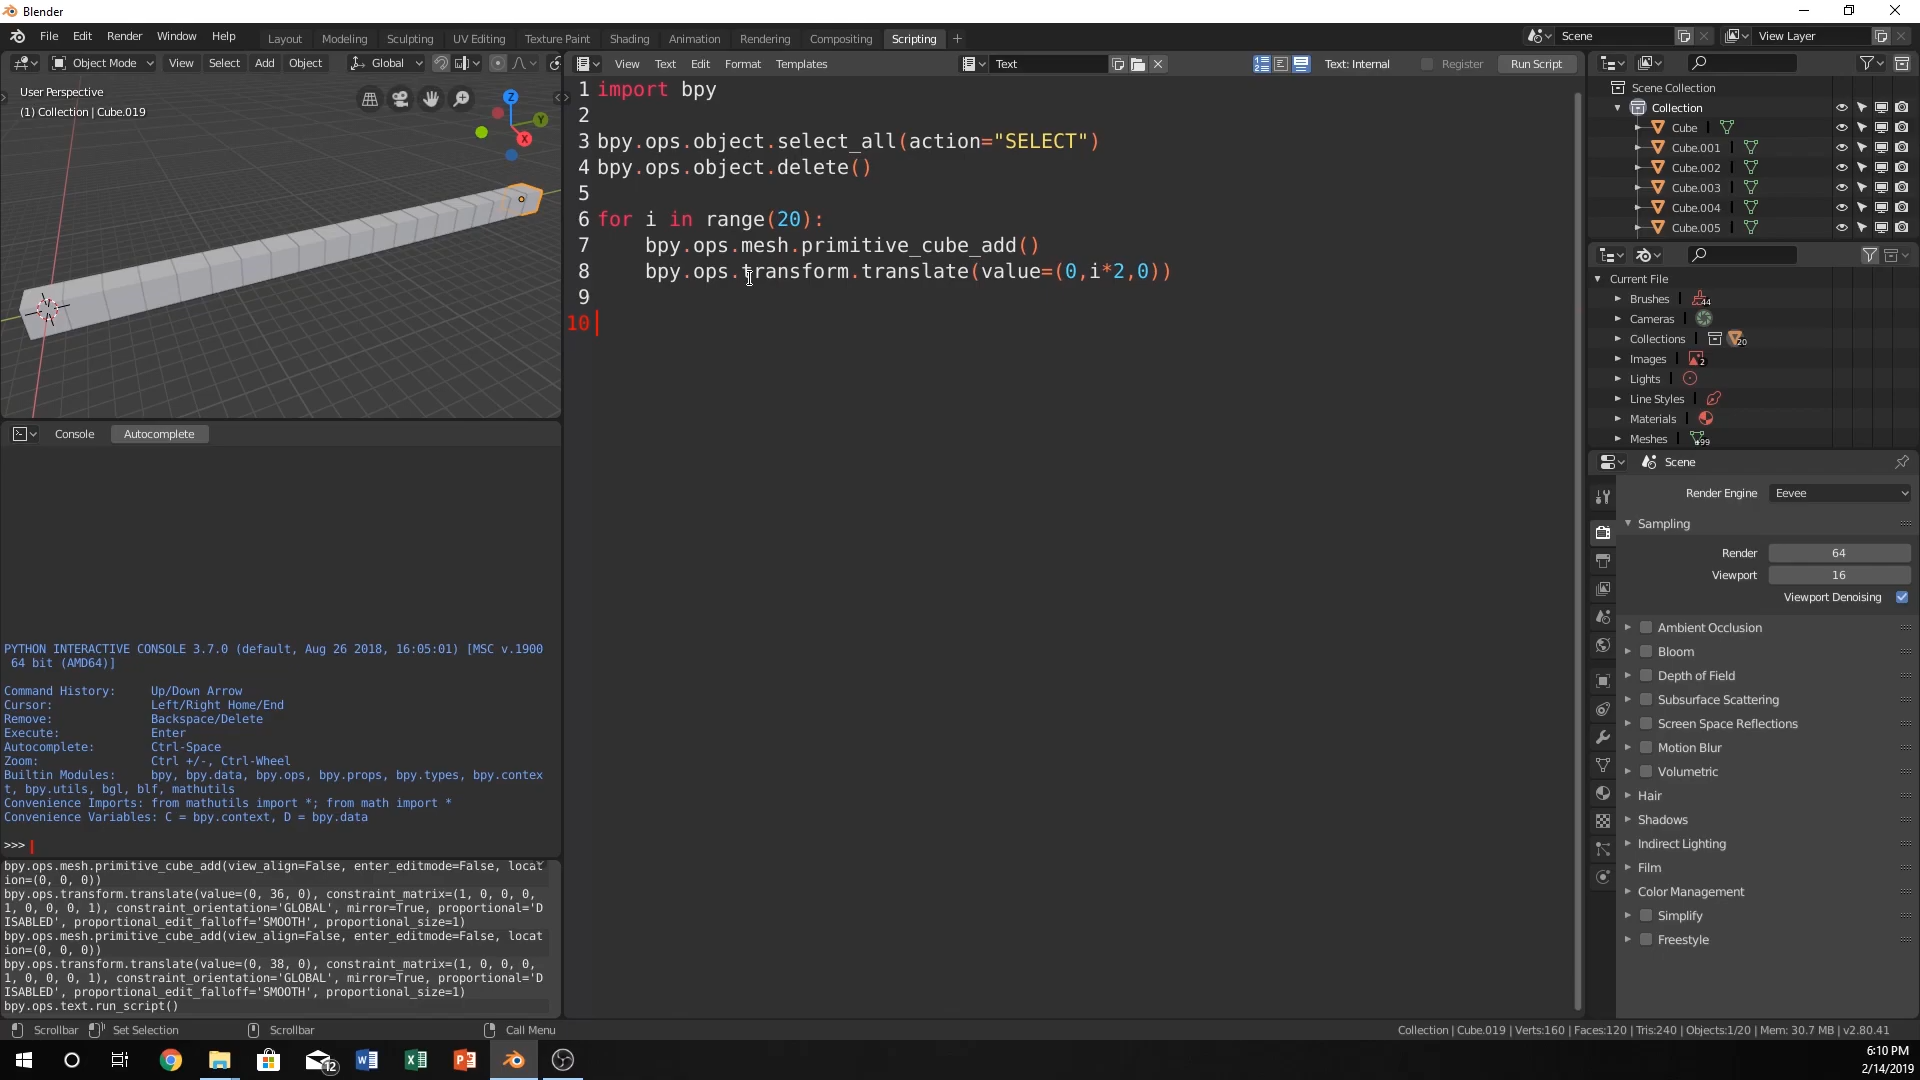 Blender
File Edit Render Window Help Layout Modeling Sculpting UV Editing Texture Paint Shading Animation Rendering Compositing Scripting + Scene View Layer
Object Mode View Select Add Object Global View Text Edit Format Templates Text Text: Internal Register Run Script
User Perspective
(1) Collection | Cube.019
X
Y
Z
1 import bpy
2
3 bpy.ops.object.select_all(action="SELECT")
4 bpy.ops.object.delete()
5
6 for i in range(20):
7 bpy.ops.mesh.primitive_cube_add()
8 bpy.ops.transform.translate(value=(0,i*2,0))
9
10
Scene Collection
Collection
Cube
Cube.001
Cube.002
Cube.003
Cube.004
Cube.005
Current File
Brushes 44
Cameras
Collections 20
Images 2
Lights
Line Styles
Materials
Meshes 99
Console Autocomplete
PYTHON INTERACTIVE CONSOLE 3.7.0 (default, Aug 26 2018, 16:05:01) [MSC v.1900
64 bit (AMD64)]
Command History: Up/Down Arrow
Cursor: Left/Right Home/End
Remove: Backspace/Delete
Execute: Enter
Autocomplete: Ctrl-Space
Zoom: Ctrl +/-, Ctrl-Wheel
Builtin Modules: bpy, bpy.data, bpy.ops, bpy.props, bpy.types, bpy.contex
t, bpy.utils, bgl, blf, mathutils
Convenience Imports: from mathutils import *; from math import *
Convenience Variables: C = bpy.context, D = bpy.data
>>>
bpy.ops.mesh.primitive_cube_add(view_align=False, enter_editmode=False, locat
ion=(0, 0, 0))
bpy.ops.transform.translate(value=(0, 36, 0), constraint_matrix=(1, 0, 0, 0,
1, 0, 0, 0, 1), constraint_orientation='GLOBAL', mirror=True, proportional='D
ISABLED', proportional_edit_falloff='SMOOTH', proportional_size=1)
bpy.ops.mesh.primitive_cube_add(view_align=False, enter_editmode=False, locat
ion=(0, 0, 0))
bpy.ops.transform.translate(value=(0, 38, 0), constraint_matrix=(1, 0, 0, 0,
1, 0, 0, 0, 1), constraint_orientation='GLOBAL', mirror=True, proportional='D
ISABLED', proportional_edit_falloff='SMOOTH', proportional_size=1)
bpy.ops.text.run_script()
Scene
Render Engine Eevee
Sampling
Render 64
Viewport 16
Viewport Denoising
Ambient Occlusion
Bloom
Depth of Field
Subsurface Scattering
Screen Space Reflections
Motion Blur
Volumetric
Hair
Shadows
Indirect Lighting
Film
Color Management
Simplify
Freestyle
Scrollbar Set Selection Scrollbar Call Menu Collection | Cube.019 | Verts:160 | Faces:120 | Tris:240 | Objects:1/20 | Mem: 30.7 MB | v2.80.41
12
6:10 PM
2/14/2019